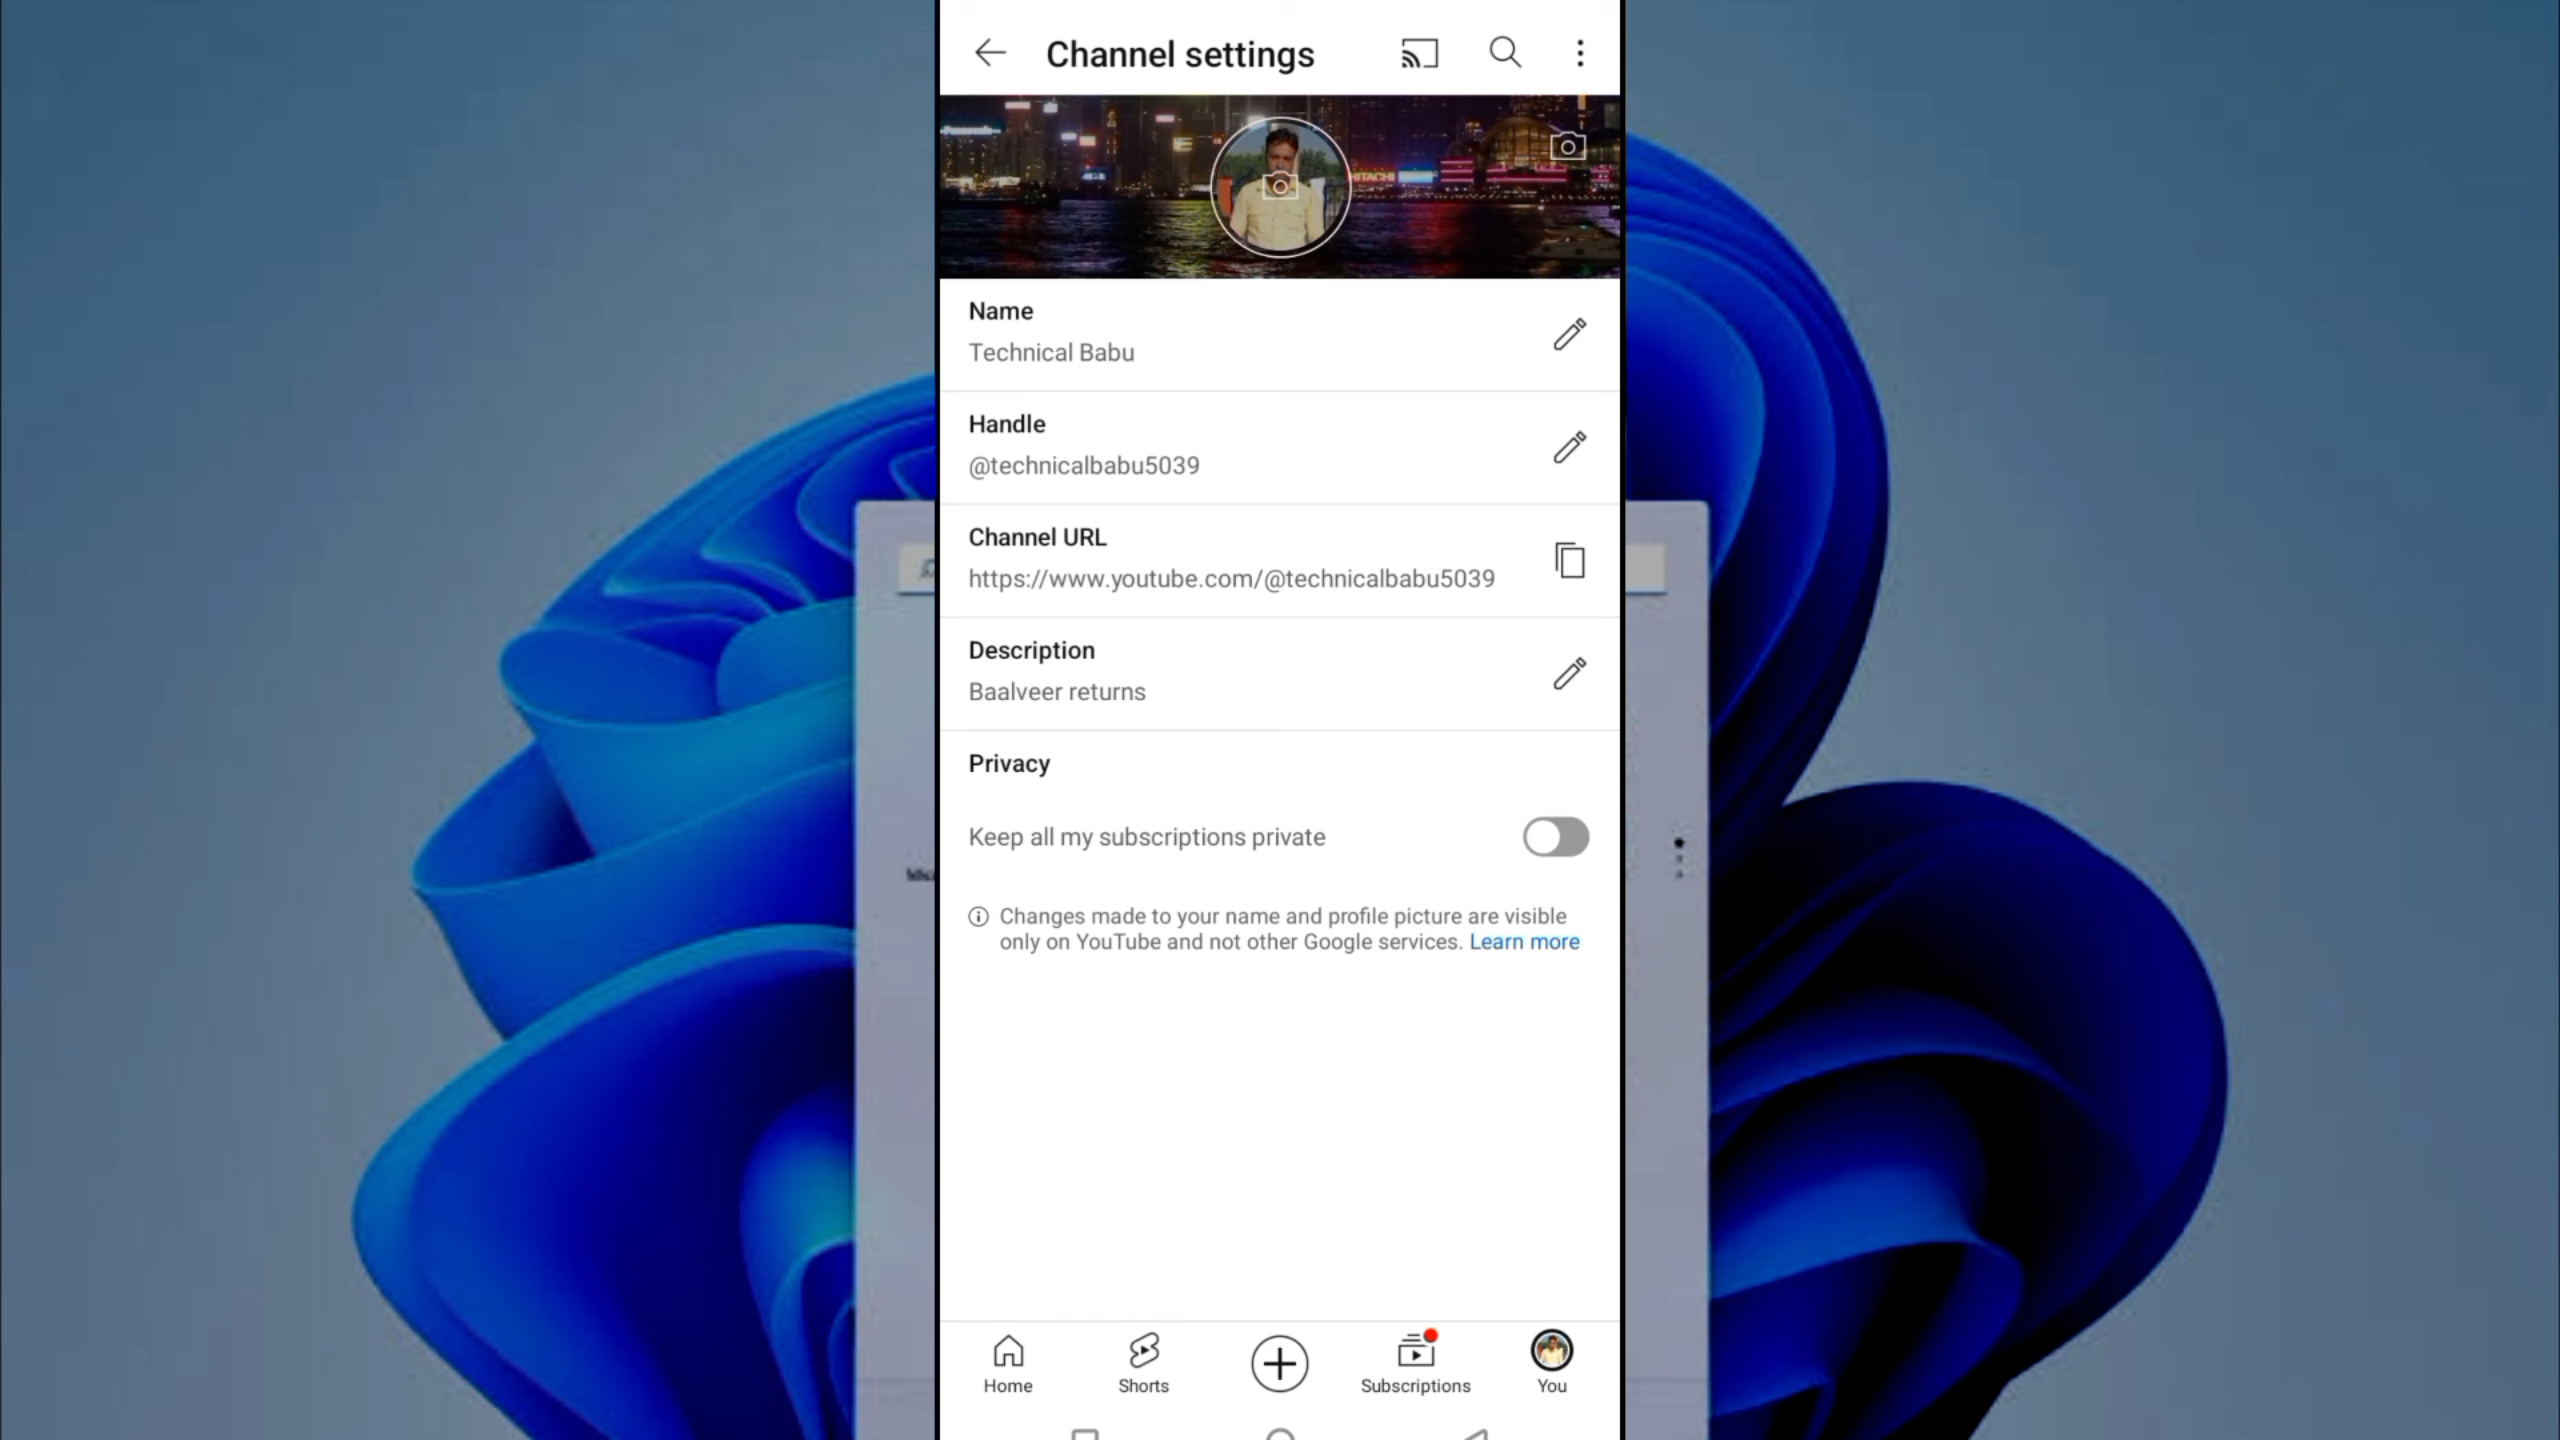 Channel settings
HITACHI
Name
Technical Babu
Handle
@technicalbabu5039
Channel URL
https://www.youtube.com/@technicalbabu5039
Description
Baalveer returns
Privacy
Keep all my subscriptions private
Changes made to your name and profile picture are visible
only on YouTube and not other Google services. Learn more
Home
Shorts
Subscriptions
You